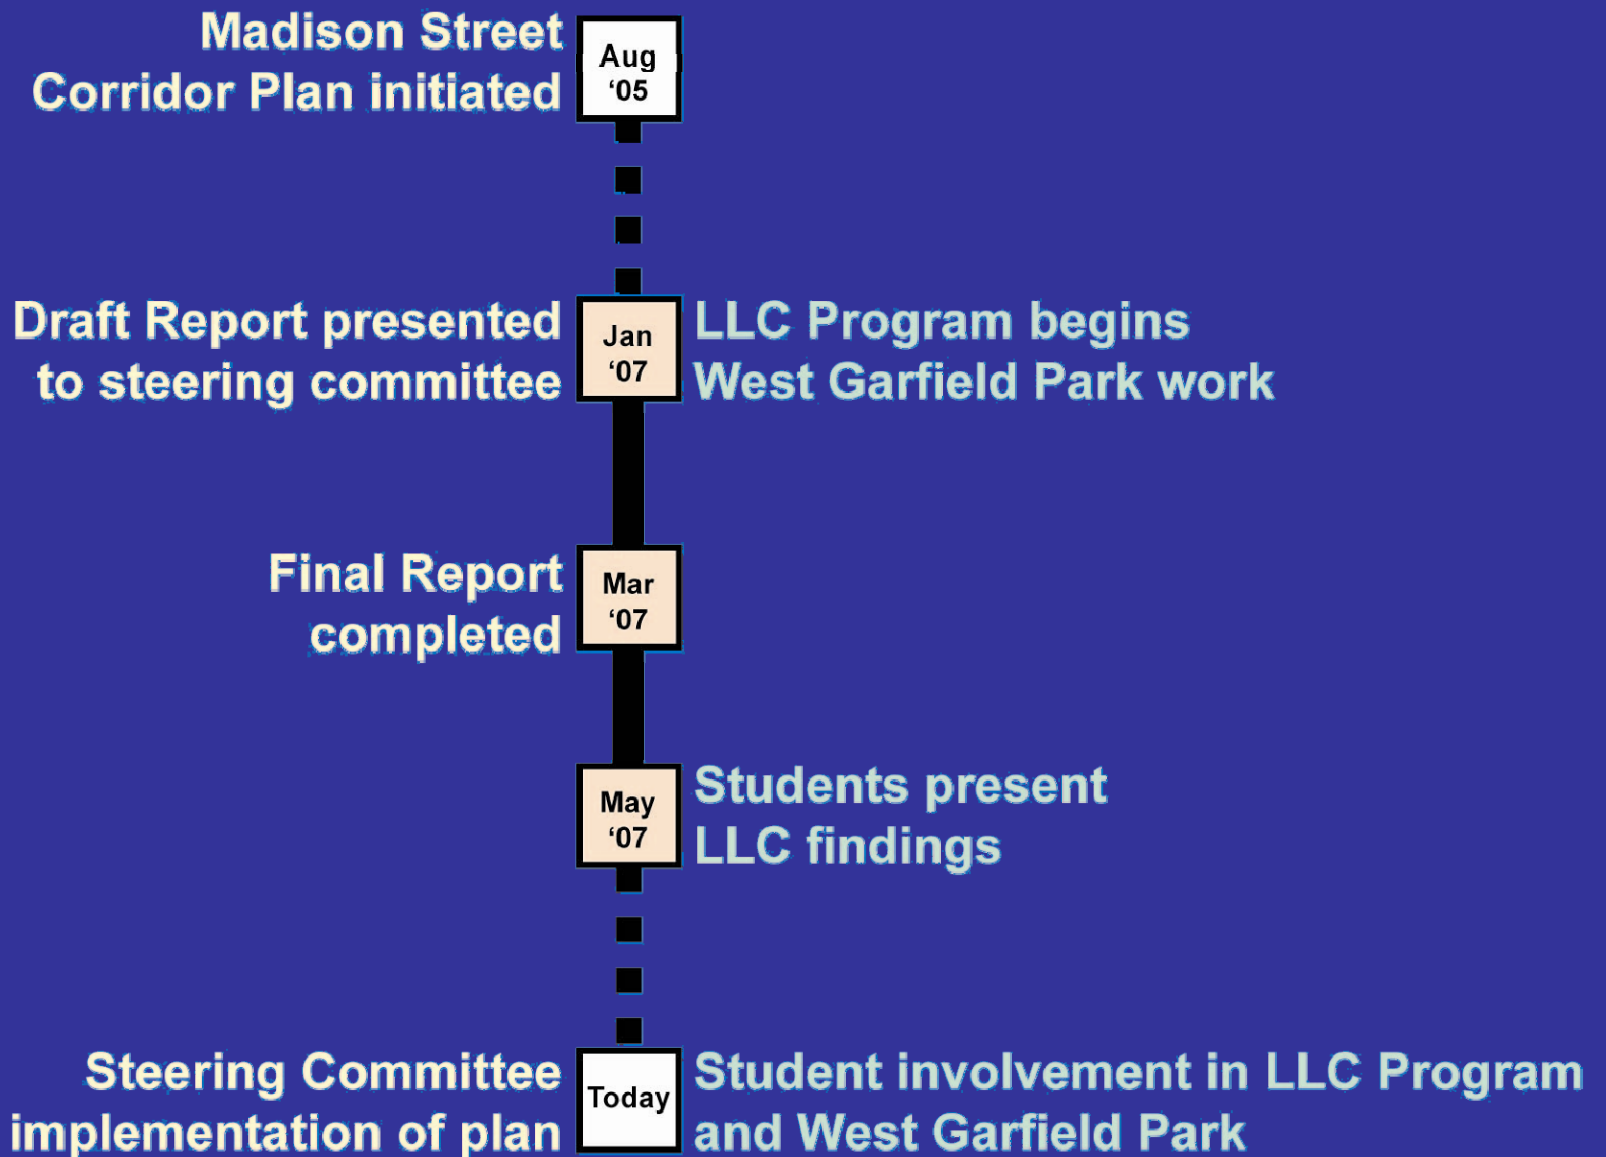 Madison Street
Corridor Plan initiated
Aug
‘05
Draft Report presented
to steering committee
Jan
‘07
LLC Program begins
West Garfield Park work
Final Report
completed
Mar
‘07
May
‘07
Students present
LLC findings
Steering Committee
implementation of plan
Today
Student involvement in LLC Program
and West Garfield Park